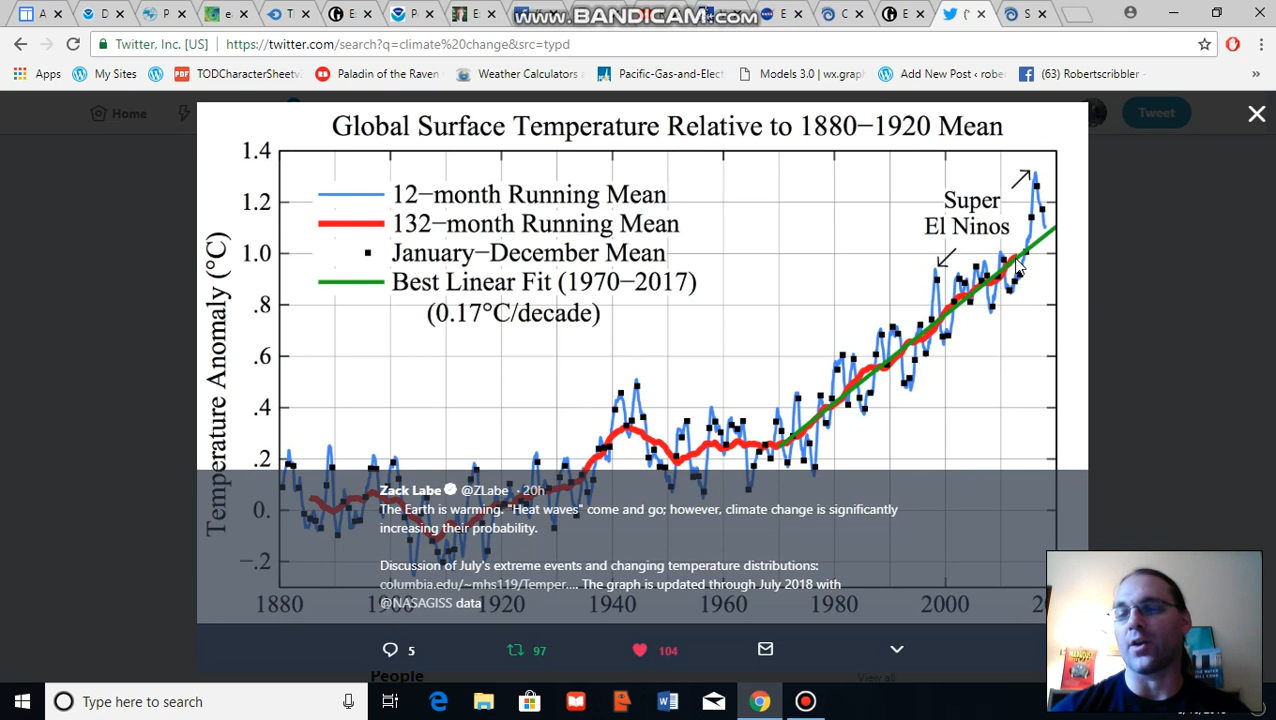 A
D
P
e
T
E
P
E
WWW.BANDICAM.COM
E
C
E
(
S
Twitter, Inc. [US] | https://twitter.com/search?q=climate%20change&src=typd
Apps
My Sites
TODCharacterSheetv
Paladin of the Raven
Weather Calculators
Pacific-Gas-and-Elect
Models 3.0 | wx.graph
Add New Post ‹ rober
(63) Robertscribbler -
Home
Tweet
Global Surface Temperature Relative to 1880−1920 Mean
1.4
1.2
1.0
.8
.6
.4
.2
0.
−.2
Temperature Anomaly (°C)
12−month Running Mean
132−month Running Mean
January−December Mean
Best Linear Fit (1970−2017)
(0.17°C/decade)
Super
El Ninos
Zack Labe @ZLabe · 20h
The Earth is warming. "Heat waves" come and go; however, climate change is significantly
increasing their probability.
Discussion of July's extreme events and changing temperature distributions:
columbia.edu/~mhs119/Temper.... The graph is updated through July 2018 with
@NASAGISS data
1880
1900
1920
1940
1960
1980
2000
5
97
104
People
View all
Type here to search